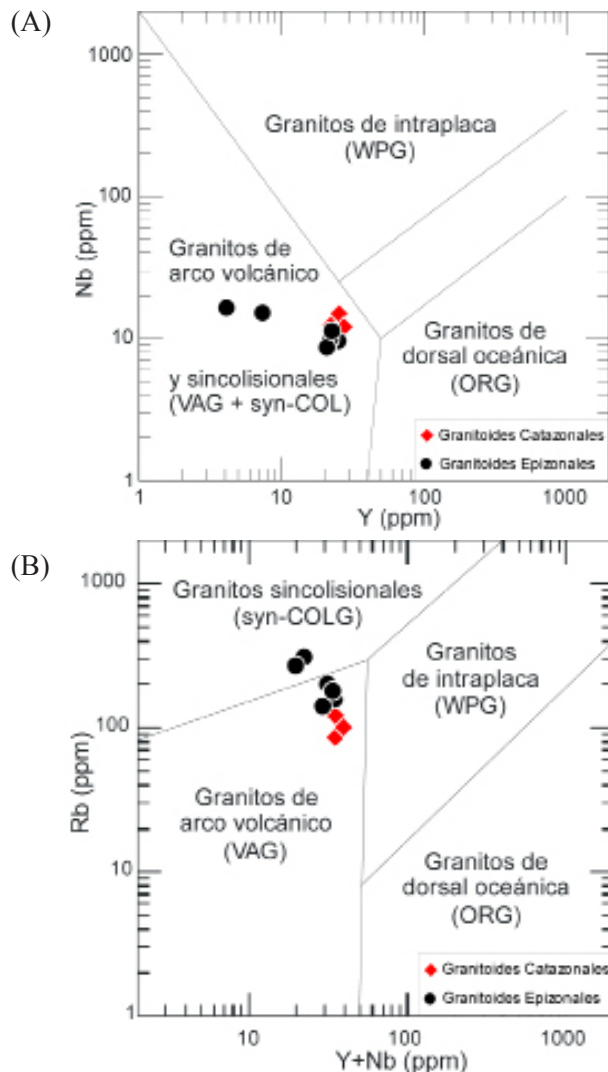 (A)
1000
100
10
1
Nb (ppm)
Granitos de intraplaca
(WPG)
Granitos de
arco volcánico
y sincolisionales
(VAG + syn-COL)
Granitos de
dorsal oceánica
(ORG)
Granitoides Catazonales
Granitoides Epizonales
1
10
100
1000
Y (ppm)
(B)
1000
100
10
1
Rb (ppm)
Granitos sincolisionales
(syn-COLG)
Granitos
de intraplaca
(WPG)
Granitos de
arco volcánico
(VAG)
Granitos de
dorsal oceánica
(ORG)
Granitoides Catazonales
Granitoides Epizonales
10
100
1000
Y+Nb (ppm)